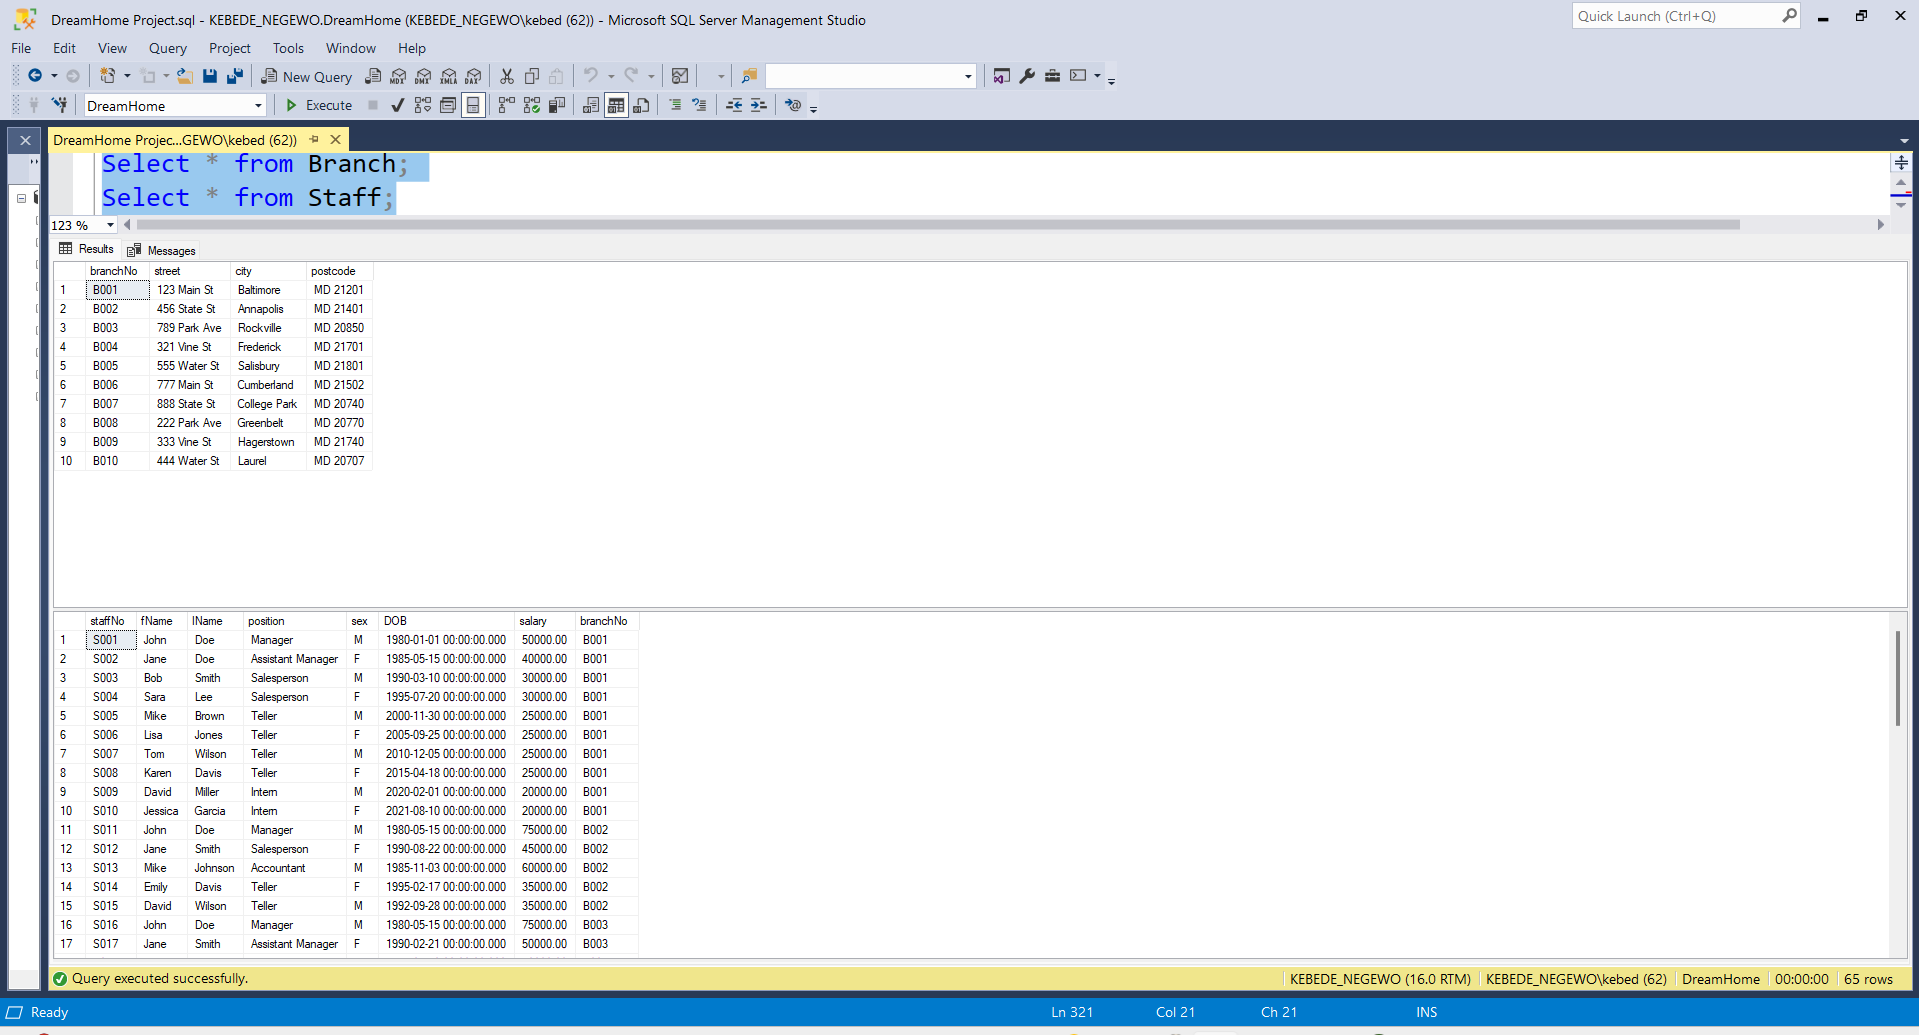 DreamHome Project.sql - KEBEDE_NEGEWO.DreamHome (KEBEDE_NEGEWO\kebed (62)) - Microsoft SQL Server Management Studio
Quick Launch (Ctrl+Q)
File Edit View Query Project Tools Window Help
New Query MDX DMX XMLA DAX
DreamHome Execute
DreamHome Projec...GEWO\kebed (62))
Select * from Branch;
Select * from Staff;
123 %
Results Messages
branchNo street city postcode
1 B001 123 Main St Baltimore MD 21201
2 B002 456 State St Annapolis MD 21401
3 B003 789 Park Ave Rockville MD 20850
4 B004 321 Vine St Frederick MD 21701
5 B005 555 Water St Salisbury MD 21801
6 B006 777 Main St Cumberland MD 21502
7 B007 888 State St College Park MD 20740
8 B008 222 Park Ave Greenbelt MD 20770
9 B009 333 Vine St Hagerstown MD 21740
10 B010 444 Water St Laurel MD 20707
staffNo fName lName position sex DOB salary branchNo
1 S001 John Doe Manager M 1980-01-01 00:00:00.000 50000.00 B001
2 S002 Jane Doe Assistant Manager F 1985-05-15 00:00:00.000 40000.00 B001
3 S003 Bob Smith Salesperson M 1990-03-10 00:00:00.000 30000.00 B001
4 S004 Sara Lee Salesperson F 1995-07-20 00:00:00.000 30000.00 B001
5 S005 Mike Brown Teller M 2000-11-30 00:00:00.000 25000.00 B001
6 S006 Lisa Jones Teller F 2005-09-25 00:00:00.000 25000.00 B001
7 S007 Tom Wilson Teller M 2010-12-05 00:00:00.000 25000.00 B001
8 S008 Karen Davis Teller F 2015-04-18 00:00:00.000 25000.00 B001
9 S009 David Miller Intern M 2020-02-01 00:00:00.000 20000.00 B001
10 S010 Jessica Garcia Intern F 2021-08-10 00:00:00.000 20000.00 B001
11 S011 John Doe Manager M 1980-05-15 00:00:00.000 75000.00 B002
12 S012 Jane Smith Salesperson F 1990-08-22 00:00:00.000 45000.00 B002
13 S013 Mike Johnson Accountant M 1985-11-03 00:00:00.000 60000.00 B002
14 S014 Emily Davis Teller F 1995-02-17 00:00:00.000 35000.00 B002
15 S015 David Wilson Teller M 1992-09-28 00:00:00.000 35000.00 B002
16 S016 John Doe Manager M 1980-05-15 00:00:00.000 75000.00 B003
17 S017 Jane Smith Assistant Manager F 1990-02-21 00:00:00.000 50000.00 B003
Query executed successfully. KEBEDE_NEGEWO (16.0 RTM) KEBEDE_NEGEWO\kebed (62) DreamHome 00:00:00 65 rows
Ready Ln 321 Col 21 Ch 21 INS